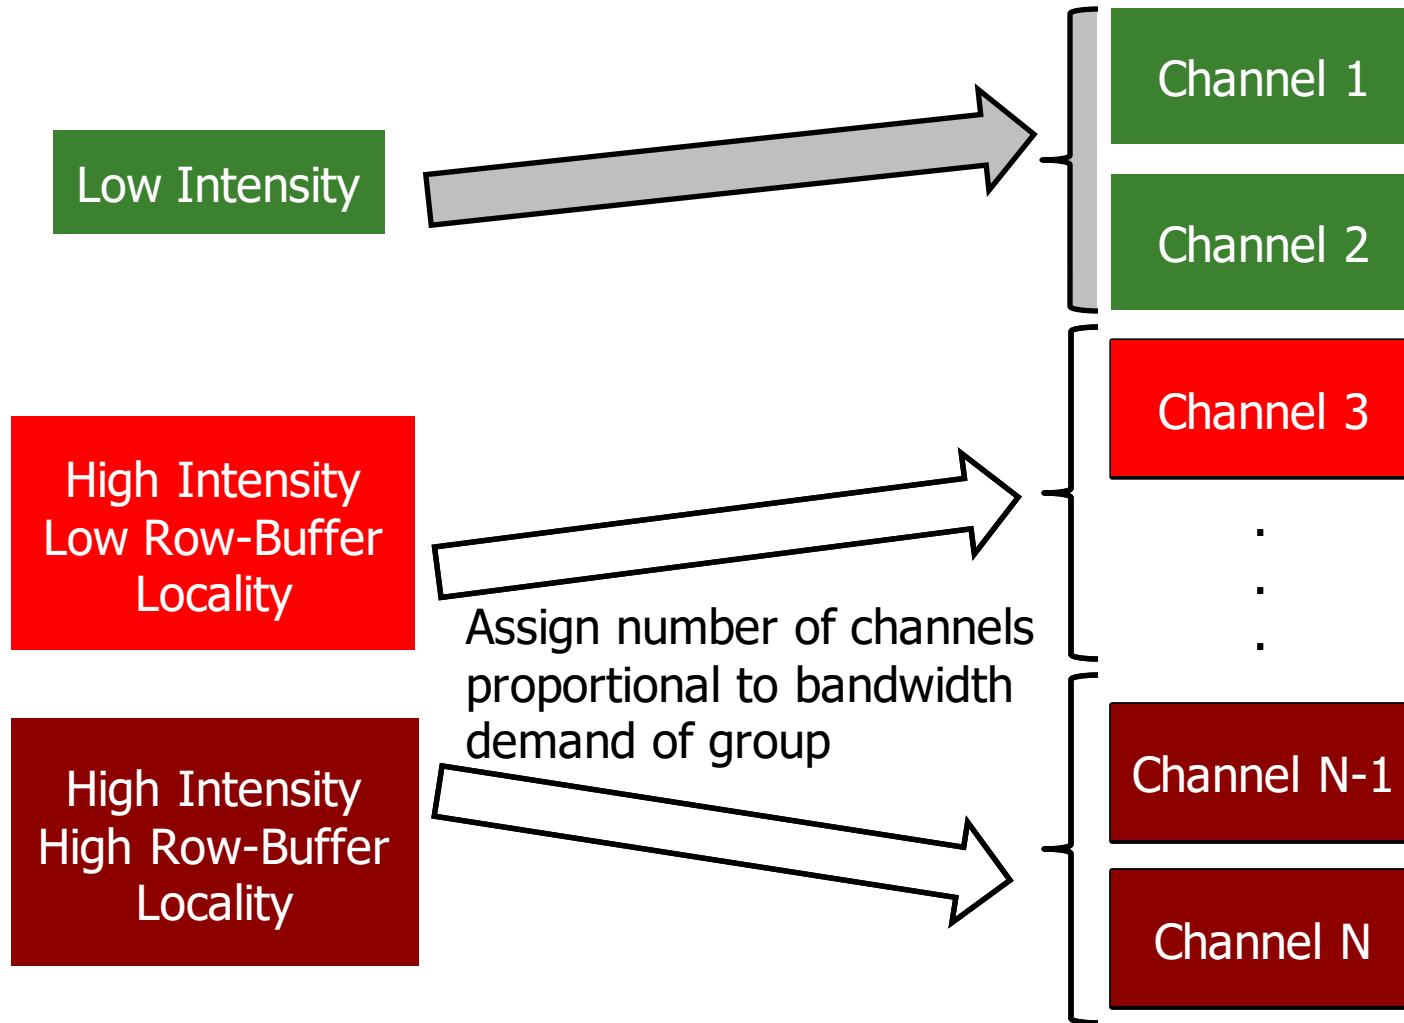 Low Intensity
High Intensity
Low Row-Buffer
Locality
High Intensity
High Row-Buffer
Locality
Assign number of channels
proportional to bandwidth
demand of group
Channel 1
Channel 2
Channel 3
.
.
.
Channel N-1
Channel N